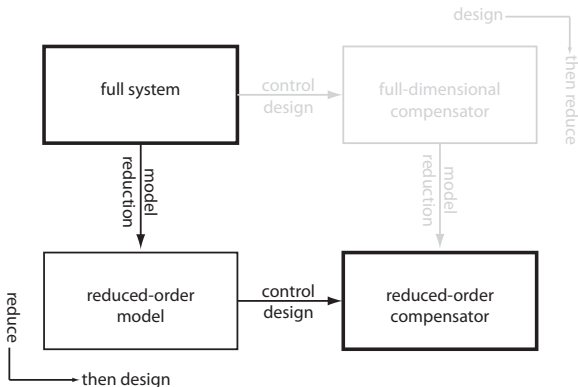 design
then reduce
full system
control
design
full-dimensional
compensator
model
reduction
model
reduction
reduced-order
model
control
design
reduced-order
compensator
reduce
then design